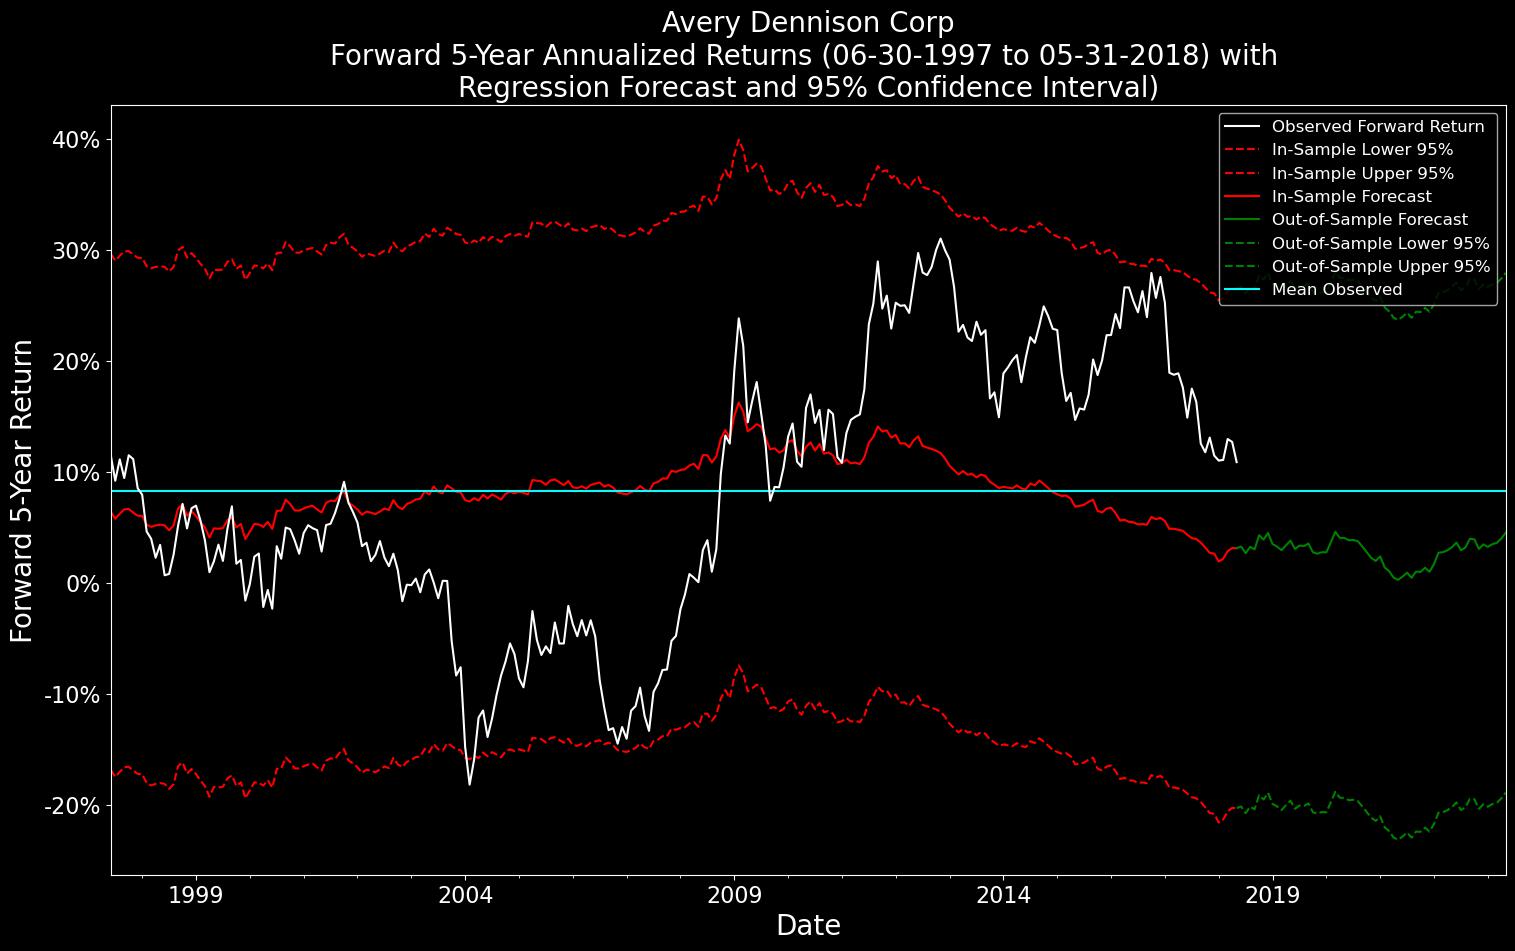 Avery Dennison Corp
Forward 5-Year Annualized Returns (06-30-1997 to 05-31-2018) with
Regression Forecast and 95% Confidence Interval)
Observed Forward Return
In-Sample Lower 95%
In-Sample Upper 95%
In-Sample Forecast
Out-of-Sample Forecast
Out-of-Sample Lower 95%
Out-of-Sample Upper 95%
Mean Observed
Forward 5-Year Return
40%
30%
20%
10%
0%
-10%
-20%
1999
2004
2009
2014
2019
Date